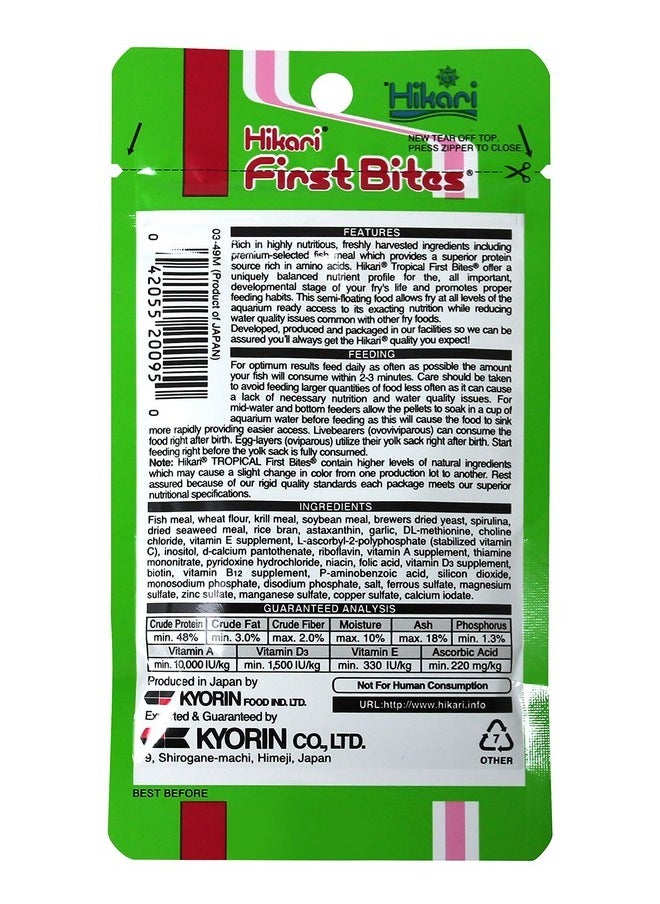 Hikari
Hikari®
First Bites®
NEW TEAR OFF TOP.
PRESS ZIPPER TO CLOSE.
0 42055 20095 0
03-49M (Product of JAPAN)
FEATURES
Rich in highly nutritious, freshly harvested ingredients including
premium-selected fish meal which provides a superior protein
source rich in amino acids. Hikari® Tropical First Bites® offer a
uniquely balanced nutrient profile for the, all important,
developmental stage of your fry's life and promotes proper
feeding habits. This semi-floating food allows fry at all levels of the
aquarium ready access to its exacting nutrition while reducing
water quality issues common with other fry foods.
Developed, produced and packaged in our facilities so we can be
assured you'll always get the Hikari® quality you expect!
FEEDING
For optimum results feed daily as often as possible the amount
your fish will consume within 2-3 minutes. Care should be taken
to avoid feeding larger quantities of food less often as it can cause
a lack of necessary nutrition and water quality issues. For
mid-water and bottom feeders allow the pellets to soak in a cup of
aquarium water before feeding as this will cause the food to sink
more rapidly providing easier access. Livebearers (ovoviviparous) can consume the
food right after birth. Egg-layers (oviparous) utilize their yolk sack right after birth. Start
feeding right before the yolk sack is fully consumed.
Note: Hikari® TROPICAL First Bites® contain higher levels of natural ingredients
which may cause a slight change in color from one production lot to another. Rest
assured because of our rigid quality standards each package meets our superior
nutritional specifications.
INGREDIENTS
Fish meal, wheat flour, krill meal, soybean meal, brewers dried yeast, spirulina,
dried seaweed meal, rice bran, astaxanthin, garlic, DL-methionine, choline
chloride, vitamin E supplement, L-ascorbyl-2-polyphosphate (stabilized vitamin
C), inositol, d-calcium pantothenate, riboflavin, vitamin A supplement, thiamine
mononitrate, pyridoxine hydrochloride, niacin, folic acid, vitamin D3 supplement,
biotin, vitamin B12 supplement, P-aminobenzoic acid, silicon dioxide,
monosodium phosphate, disodium phosphate, salt, ferrous sulfate, magnesium
sulfate, zinc sulfate, manganese sulfate, copper sulfate, calcium iodate.
GUARANTEED ANALYSIS
Crude Protein Crude Fat Crude Fiber Moisture Ash Phosphorus
min. 48% min. 3.0% max. 2.0% max. 10% max. 18% min. 1.3%
Vitamin A Vitamin D3 Vitamin E Ascorbic Acid
min. 10,000 IU/kg min. 1,500 IU/kg min. 330 IU/kg min. 220 mg/kg
Produced in Japan by
KYORIN FOOD IND. LTD.
Not For Human Consumption
URL:http://www.hikari.info
& Guaranteed by
KYORIN CO., LTD.
9, Shirogane-machi, Himeji, Japan
7
OTHER
BEST BEFORE